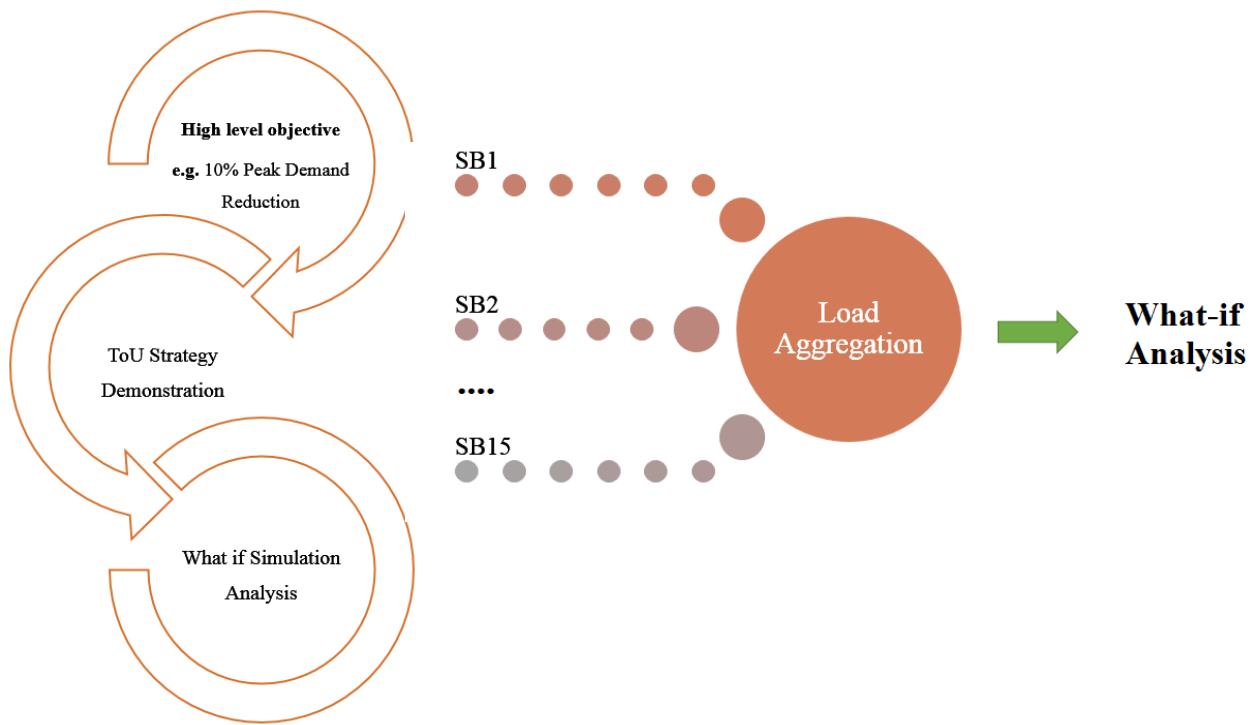 High level objective
e.g. 10% Peak Demand
Reduction
ToU Strategy
Demonstration
What if Simulation
Analysis
SB1
SB2
....
SB15
Load
Aggregation
What-if
Analysis